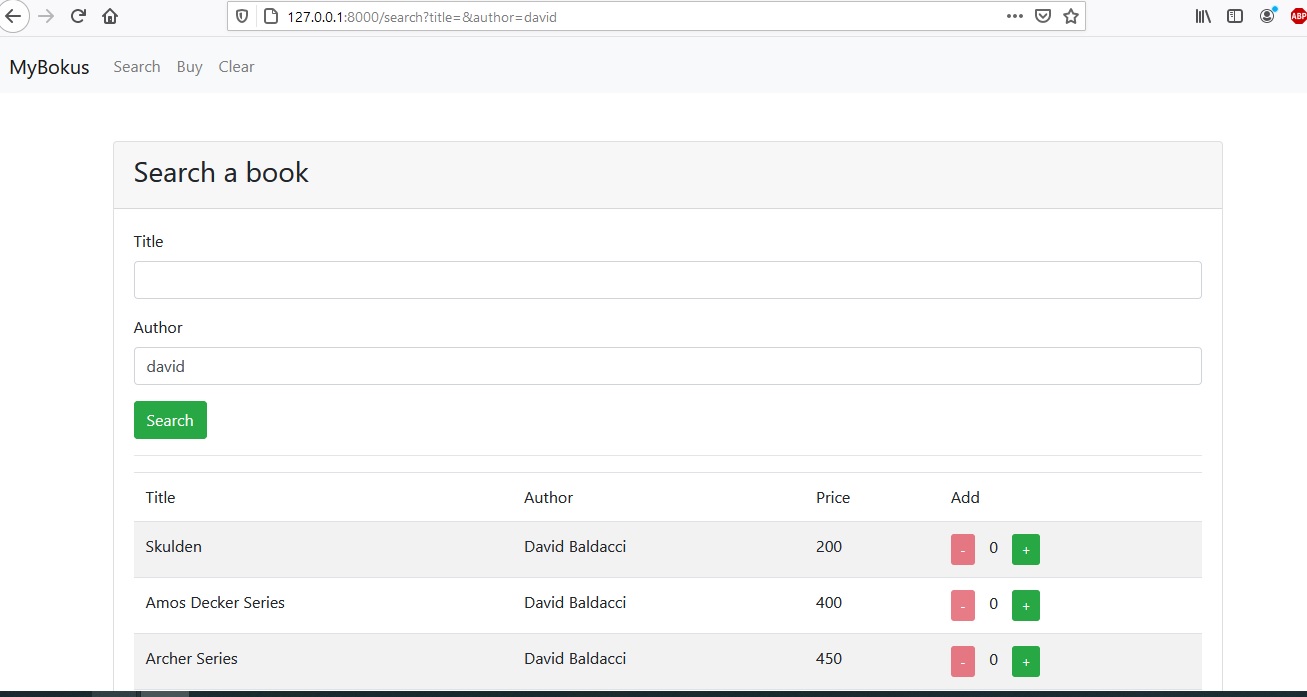 127.0.0.1:8000/search?title=&author=david
ABP
MyBokus Search Buy Clear
Search a book
Title
Author
david
Search
Title Author Price Add
Skulden David Baldacci 200 - 0 +
Amos Decker Series David Baldacci 400 - 0 +
Archer Series David Baldacci 450 - 0 +